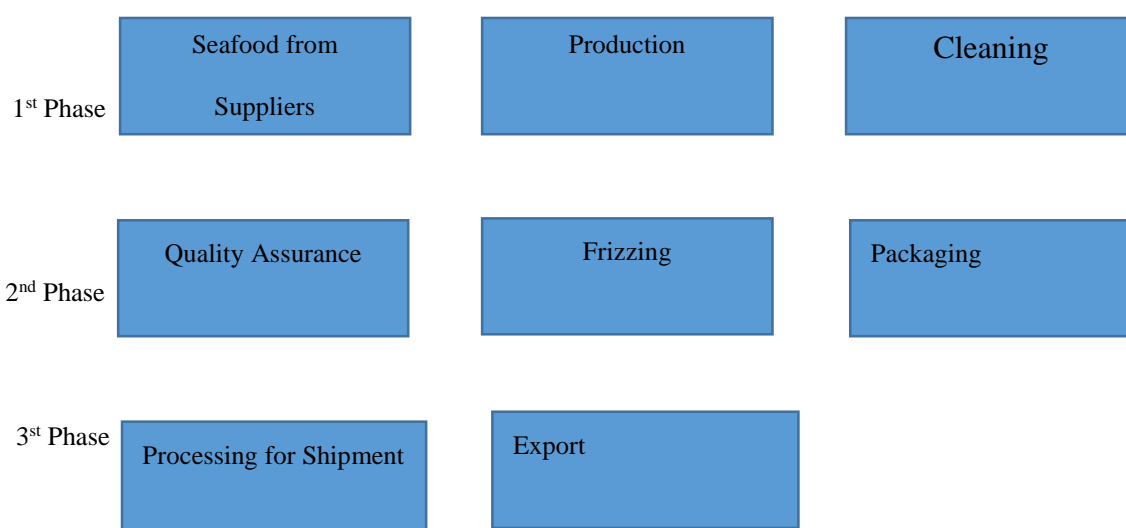 Seafood from
Suppliers
Production
Cleaning
1st Phase
Quality Assurance
Frizzing
Packaging
2nd Phase
3st Phase
Processing for Shipment
Export